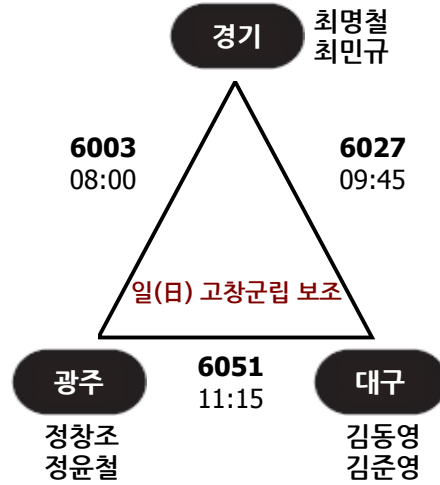 경기
최명철
최민규
6003
08:00
6027
09:45
일(日) 고창군립 보조
광주
6051
11:15
대구
정창조
정윤철
김동영
김준영